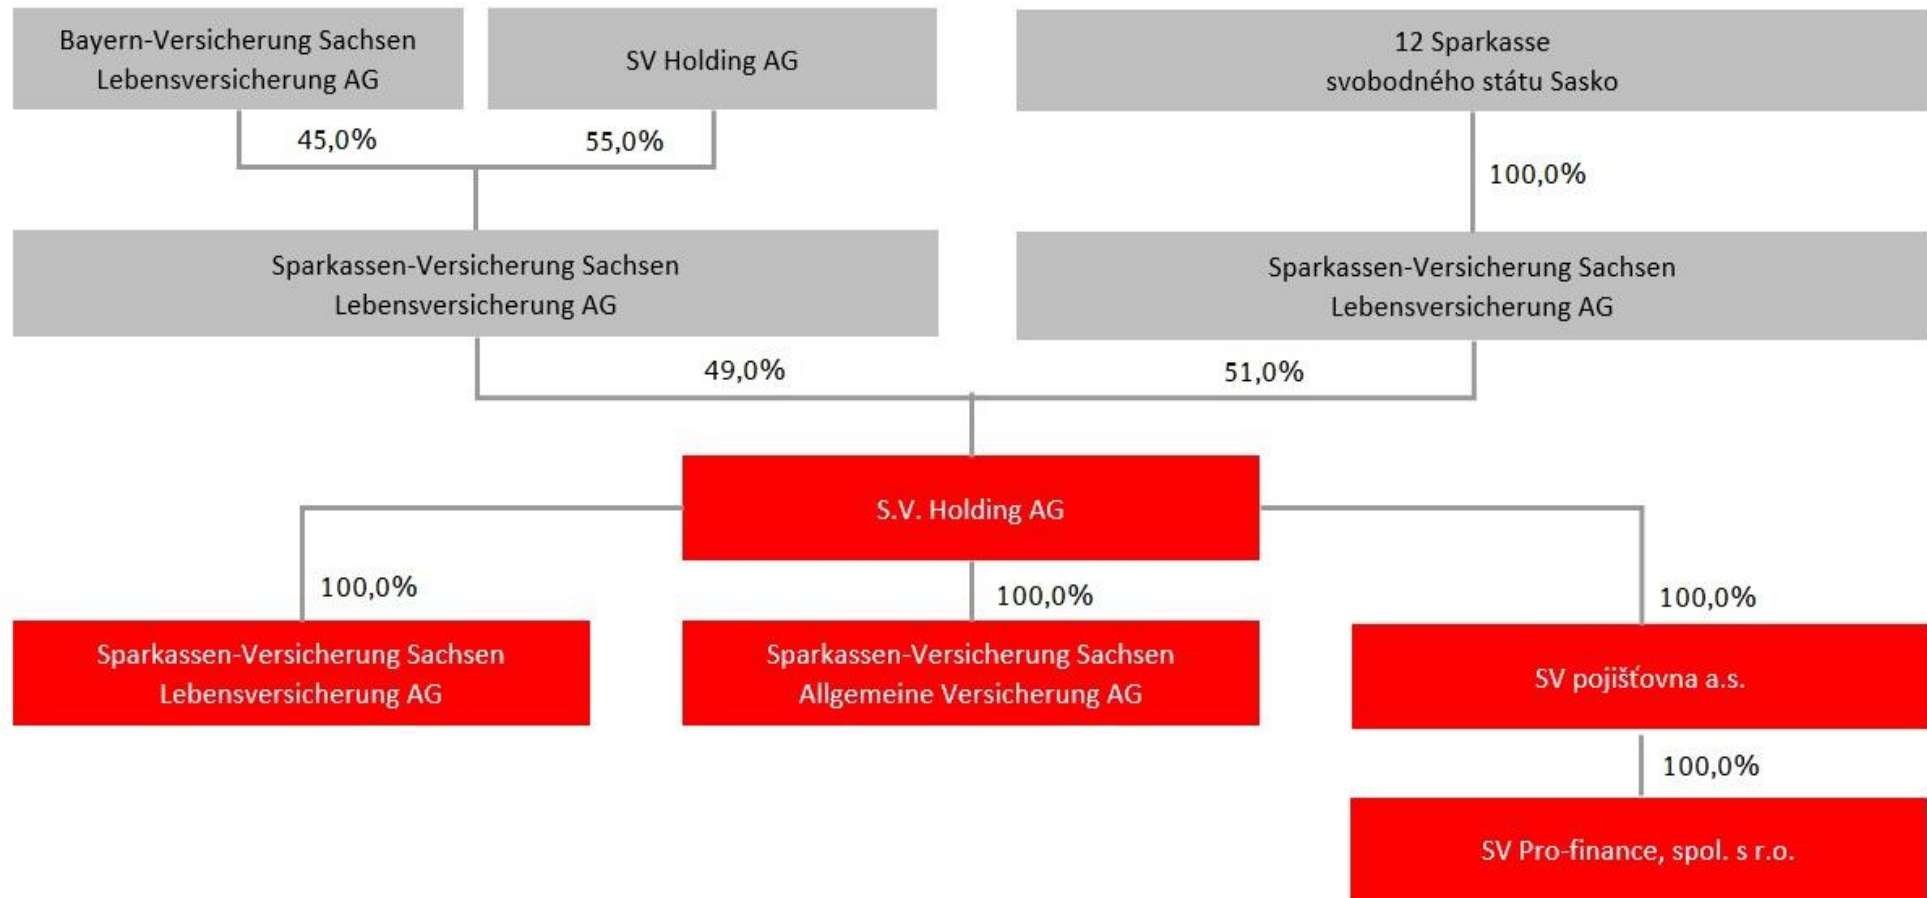 Bayern-Versicherung Sachsen
Lebensversicherung AG
SV Holding AG
12 Sparkasse
svobodného státu Sasko
45,0%
55,0%
100,0%
Sparkassen-Versicherung Sachsen
Lebensversicherung AG
Sparkassen-Versicherung Sachsen
Lebensversicherung AG
49,0%
51,0%
S.V. Holding AG
100,0%
100,0%
100,0%
Sparkassen-Versicherung Sachsen
Lebensversicherung AG
Sparkassen-Versicherung Sachsen
Allgemeine Versicherung AG
SV pojišťovna a.s.
100,0%
SV Pro-finance, spol. s r.o.